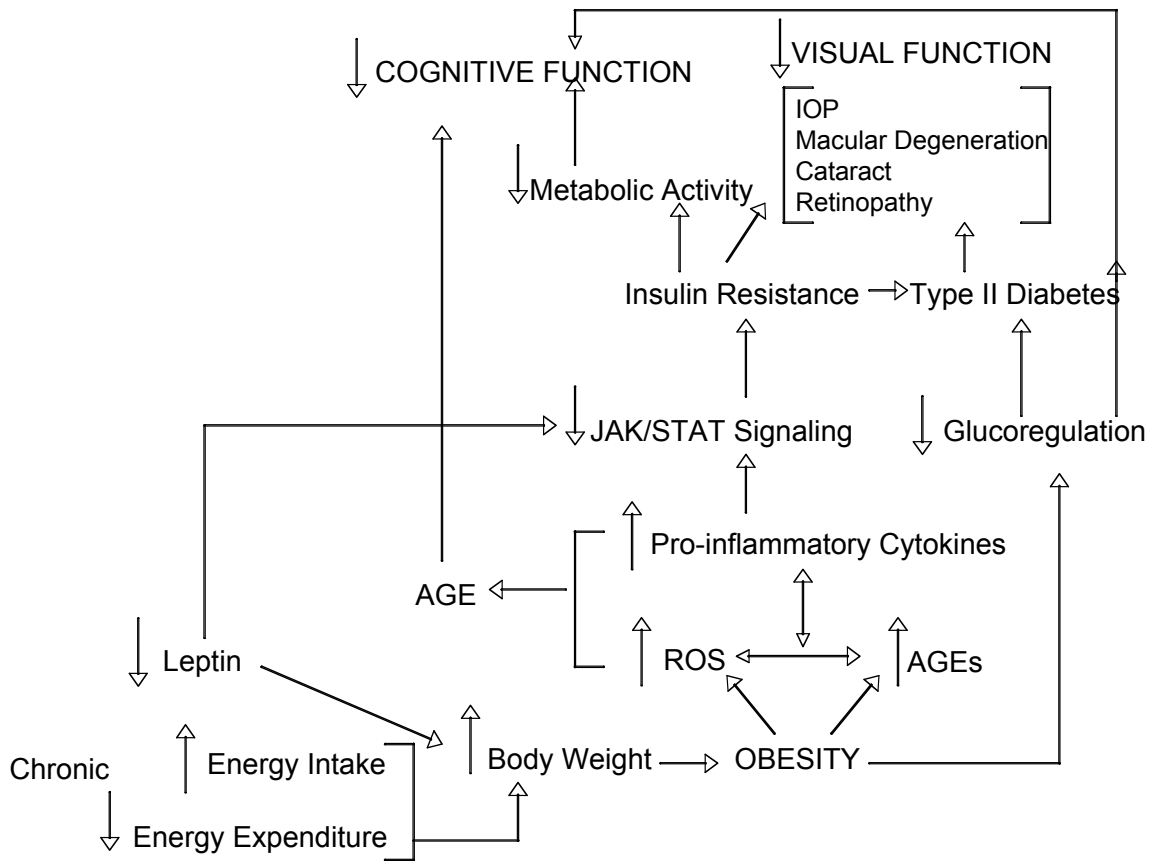 COGNITIVE FUNCTION
VISUAL FUNCTION
IOP
Macular Degeneration
Cataract
Retinopathy
Metabolic Activity
Insulin Resistance
Type II Diabetes
JAK/STAT Signaling
Glucoregulation
Pro-inflammatory Cytokines
AGE
Leptin
ROS
AGEs
Chronic
Energy Intake
Body Weight
OBESITY
Energy Expenditure